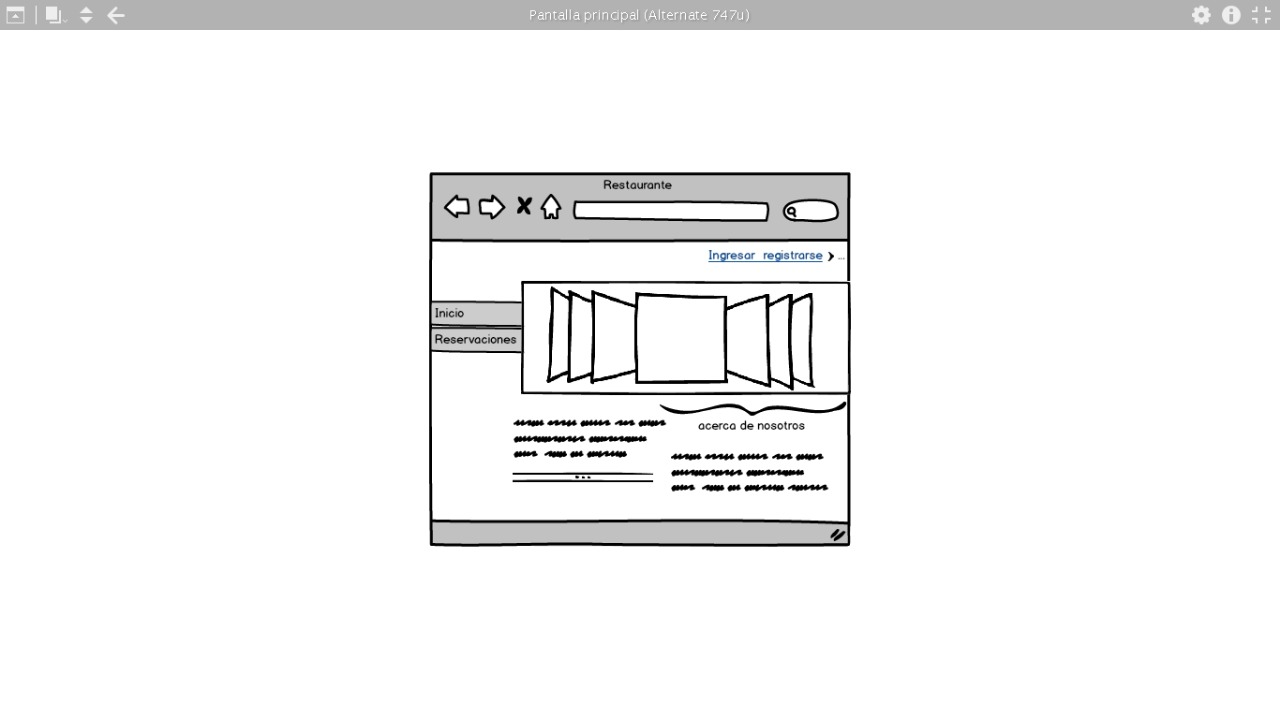 Pantalla principal (Alternate 747u)
Restaurante
Ingresar registrarse > ...
Inicio
Reservaciones
acerca de nosotros